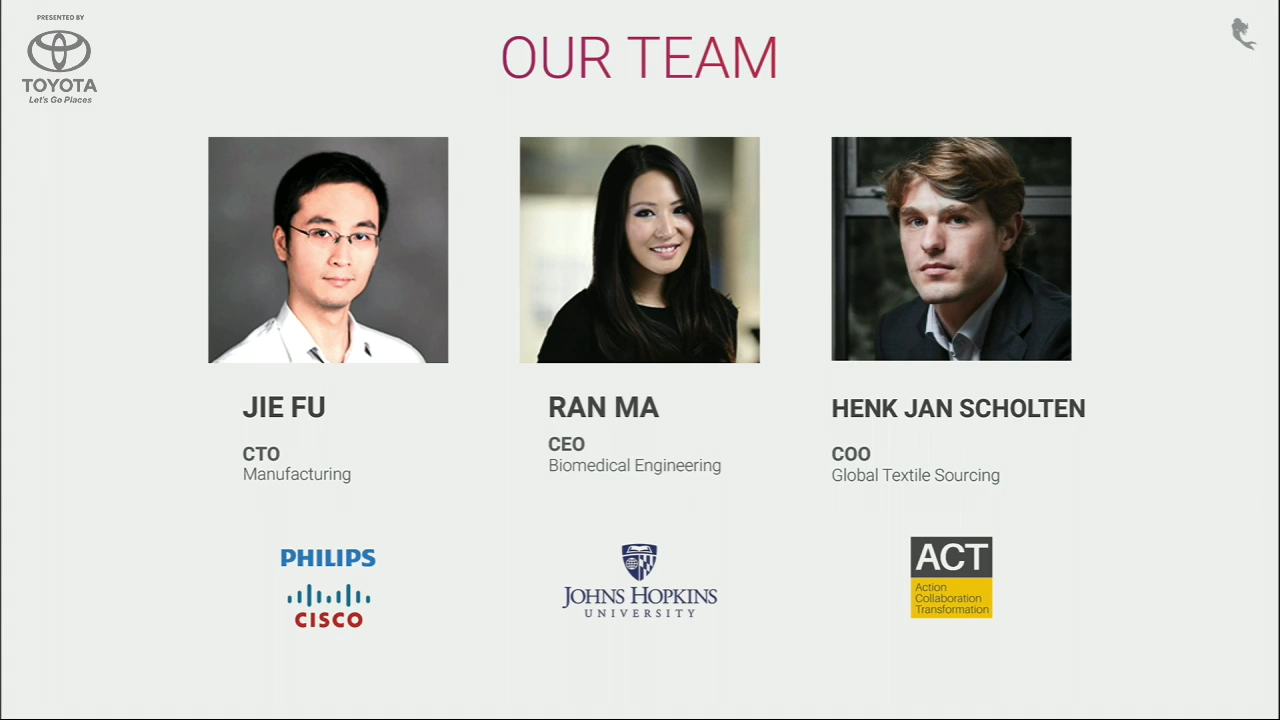 PRESENTED BY
TOYOTA
Let's Go Places
OUR TEAM
JIE FU
CTO
Manufacturing
PHILIPS
CISCO
RAN MA
CEO
Biomedical Engineering
JOHNS HOPKINS
UNIVERSITY
HENK JAN SCHOLTEN
COO
Global Textile Sourcing
ACT
Action
Collaboration
Transformation